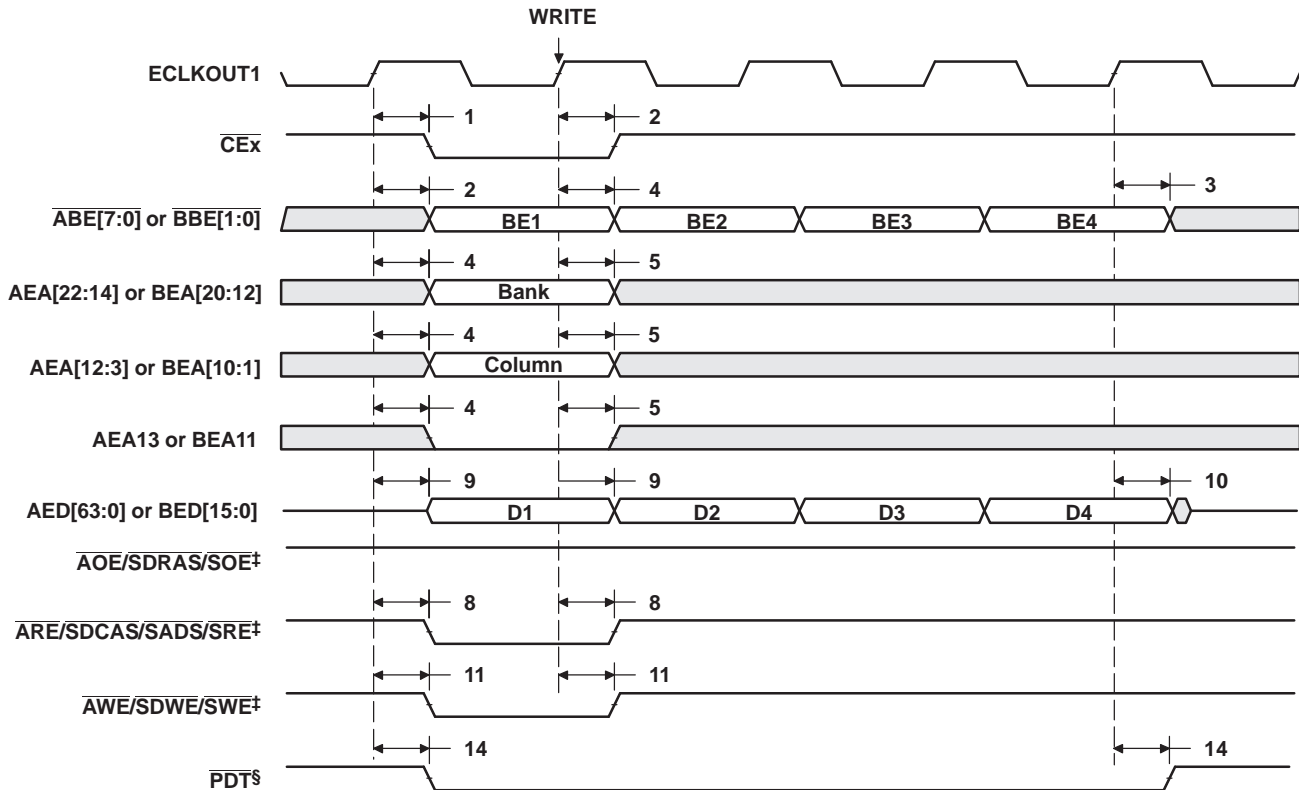 WRITE
ECLKOUT1
1 2
CEx
2 4 3
ABE[7:0] or BBE[1:0] BE1 BE2 BE3 BE4
4 5
AEA[22:14] or BEA[20:12] Bank
4 5
AEA[12:3] or BEA[10:1] Column
4 5
AEA13 or BEA11
9 9 10
AED[63:0] or BED[15:0] D1 D2 D3 D4
AOE/SDRAS/SOE‡
8 8
ARE/SDCAS/SADS/SRE‡
11 11
AWE/SDWE/SWE‡
14 14
PDT§